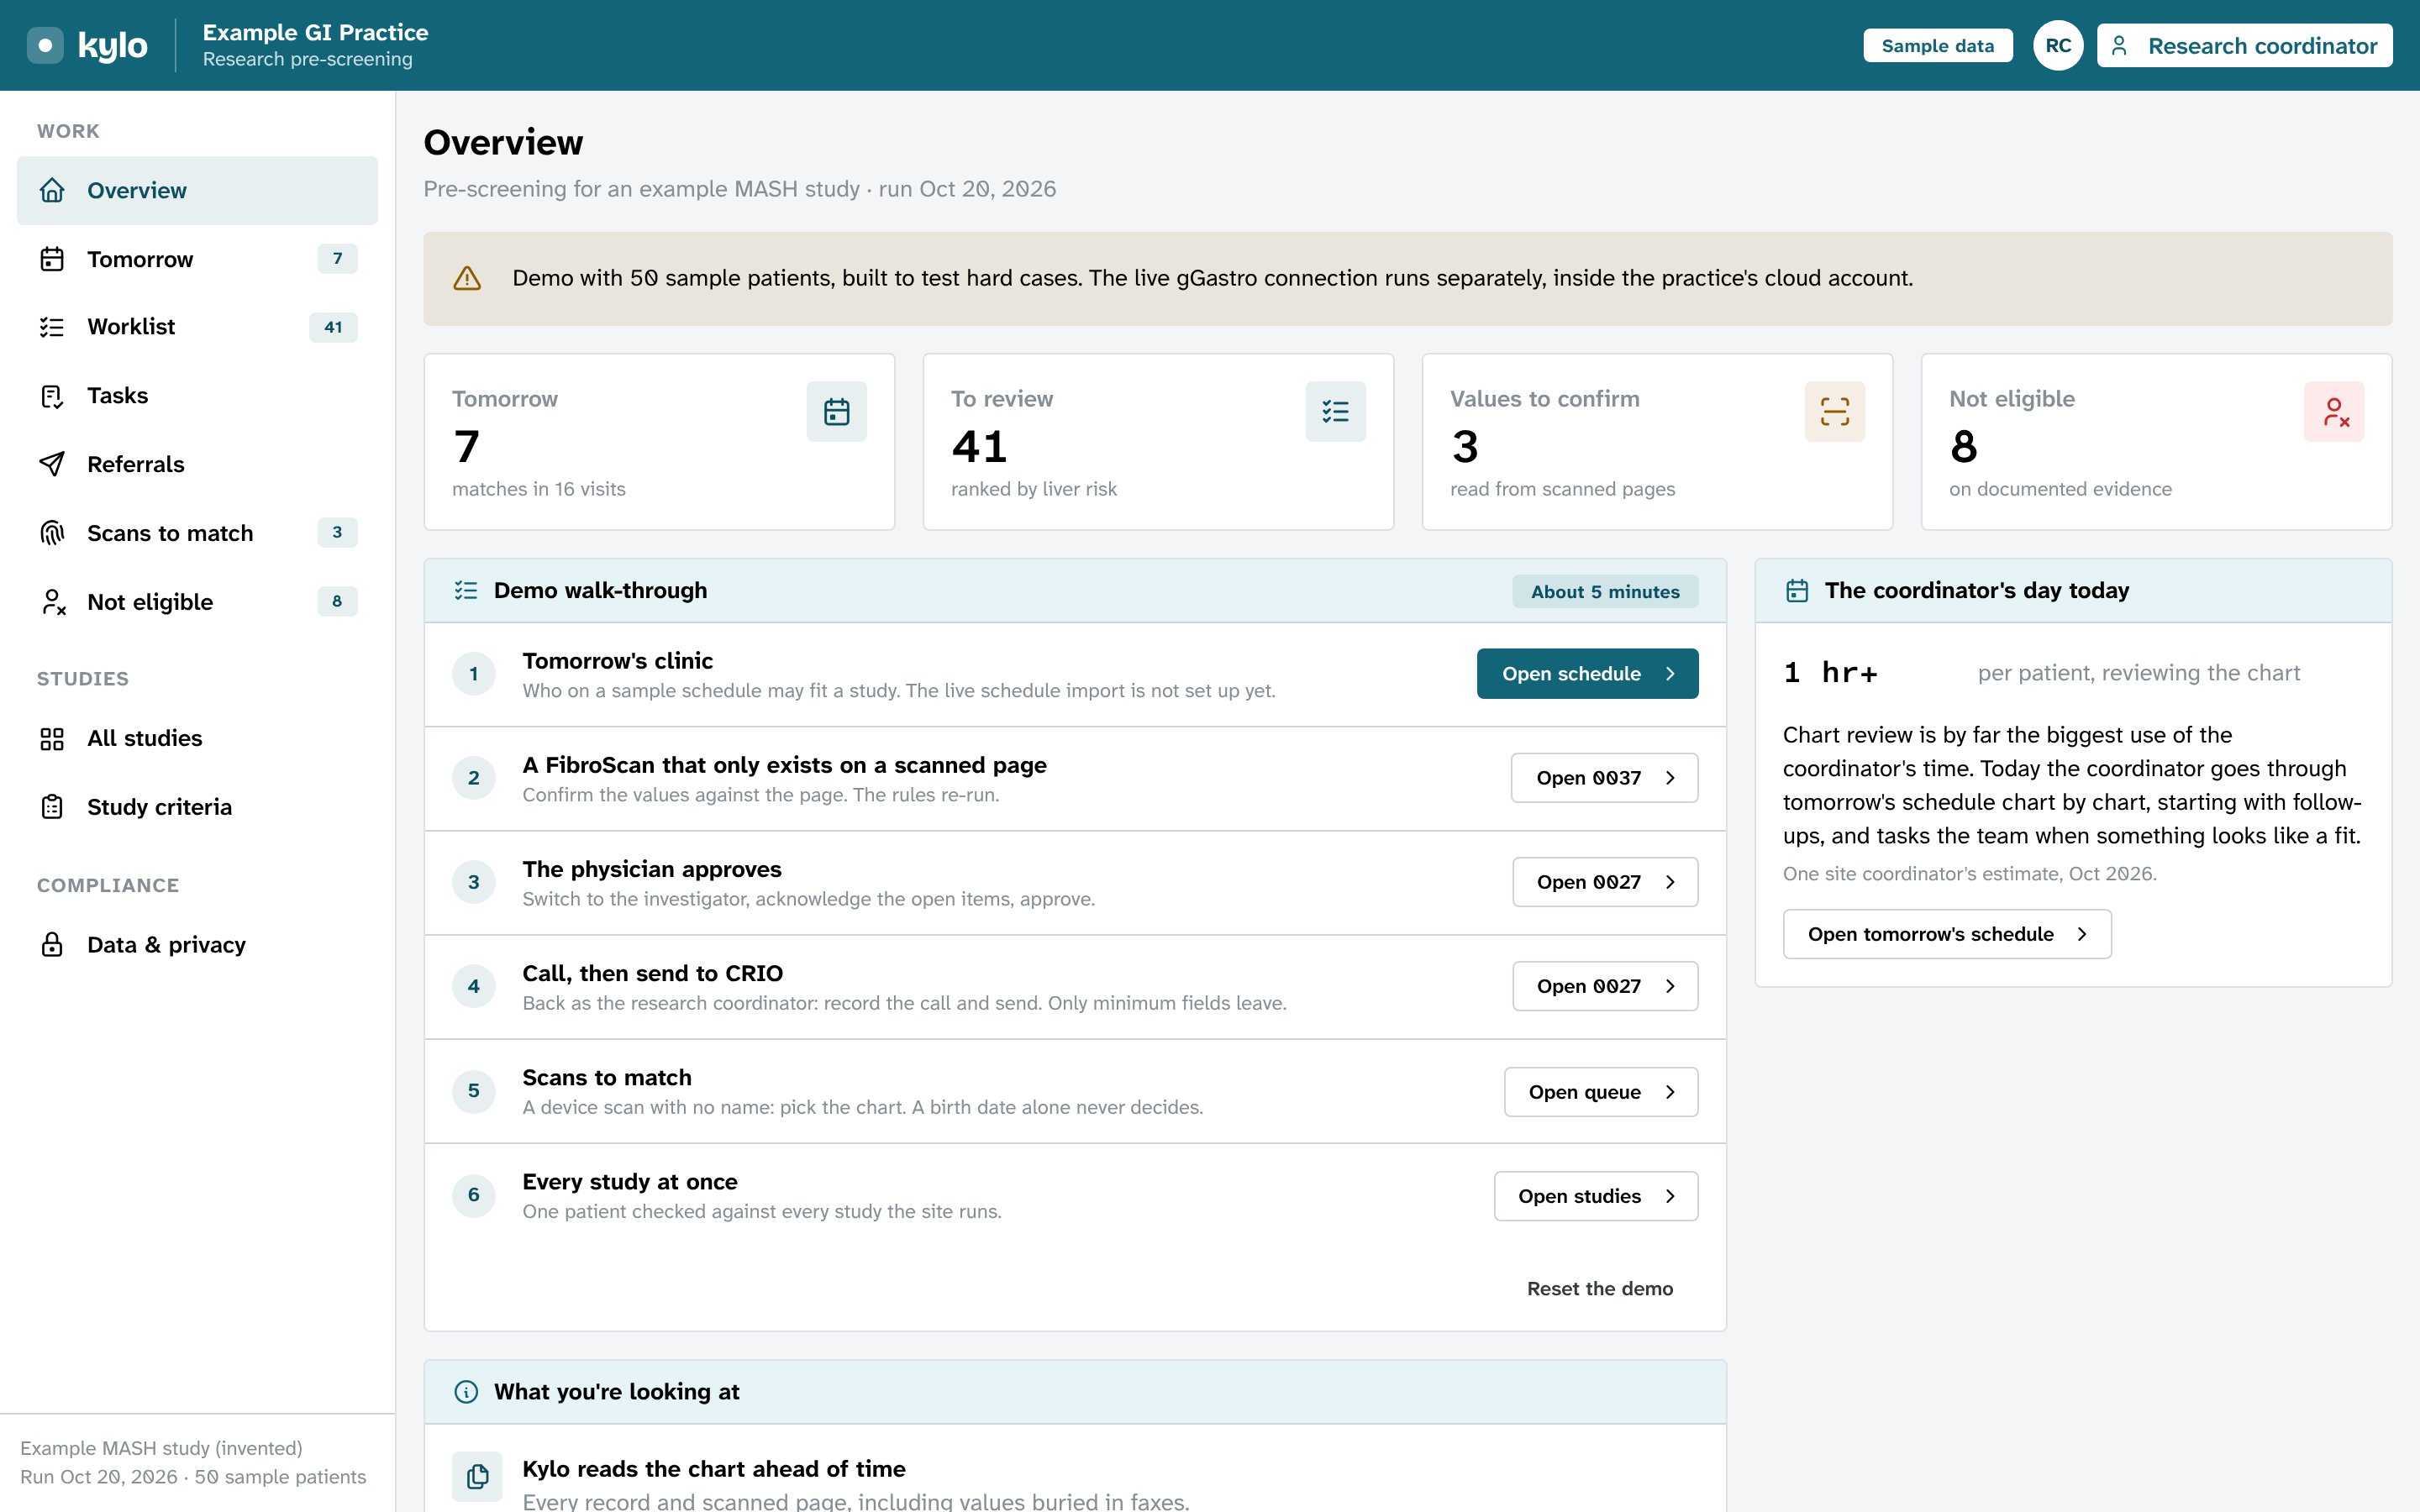 kylo
Example GI Practice
Research pre-screening
Sample data
RC
Research coordinator
WORK
Overview
Tomorrow
7
Worklist
41
Tasks
Referrals
Scans to match
3
Not eligible
8
STUDIES
All studies
Study criteria
COMPLIANCE
Data & privacy
Example MASH study (invented)
Run Oct 20, 2026 · 50 sample patients
Overview
Pre-screening for an example MASH study · run Oct 20, 2026
Demo with 50 sample patients, built to test hard cases. The live gGastro connection runs separately, inside the practice's cloud account.
Tomorrow
7
matches in 16 visits
To review
41
ranked by liver risk
Values to confirm
3
read from scanned pages
Not eligible
8
on documented evidence
Demo walk-through
About 5 minutes
1
Tomorrow's clinic
Who on a sample schedule may fit a study. The live schedule import is not set up yet.
Open schedule
2
A FibroScan that only exists on a scanned page
Confirm the values against the page. The rules re-run.
Open 0037
3
The physician approves
Switch to the investigator, acknowledge the open items, approve.
Open 0027
4
Call, then send to CRIO
Back as the research coordinator: record the call and send. Only minimum fields leave.
Open 0027
5
Scans to match
A device scan with no name: pick the chart. A birth date alone never decides.
Open queue
6
Every study at once
One patient checked against every study the site runs.
Open studies
Reset the demo
The coordinator's day today
1 hr+
per patient, reviewing the chart
Chart review is by far the biggest use of the
coordinator's time. Today the coordinator goes through
tomorrow's schedule chart by chart, starting with follow-
ups, and tasks the team when something looks like a fit.
One site coordinator's estimate, Oct 2026.
Open tomorrow's schedule
What you're looking at
Kylo reads the chart ahead of time
Every record and scanned page, including values buried in faxes.